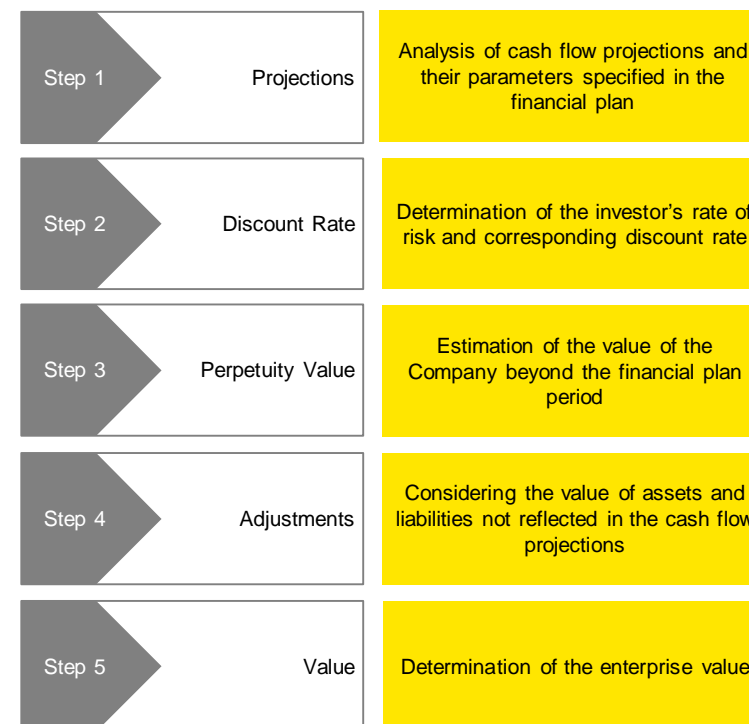 Step 1
Projections
Analysis of cash flow projections and
their parameters specified in the
financial plan
Step 2
Discount Rate
Determination of the investor’s rate of
risk and corresponding discount rate
Step 3
Perpetuity Value
Estimation of the value of the
Company beyond the financial plan
period
Step 4
Adjustments
Considering the value of assets and
liabilities not reflected in the cash flow
projections
Step 5
Value
Determination of the enterprise value